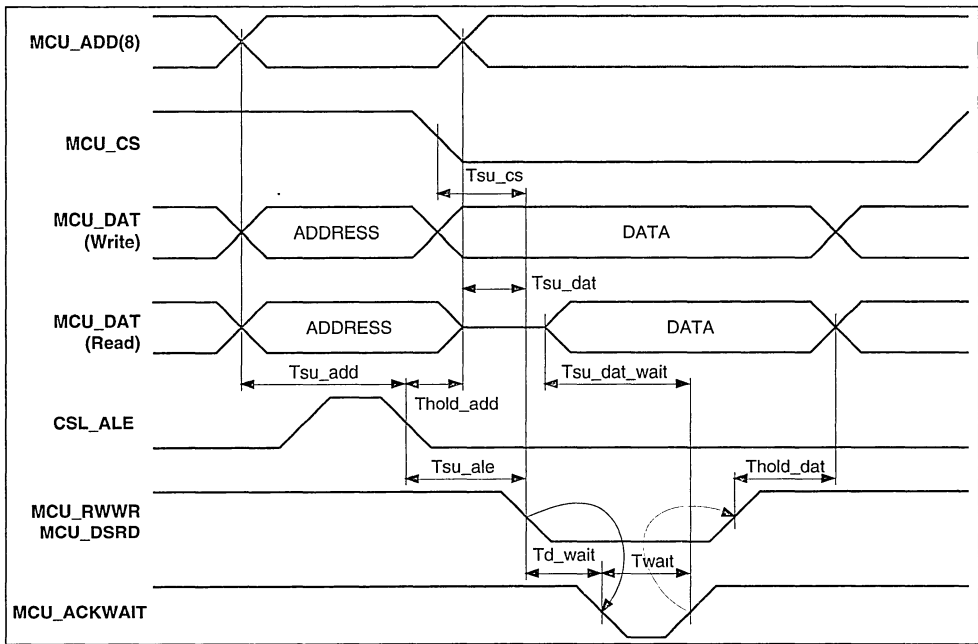 MCU_ADD(8)
MCU_CS
Tsu_cs
MCU_DAT
(Write)
ADDRESS
DATA
Tsu_dat
MCU_DAT
(Read)
ADDRESS
DATA
Tsu_add
Thold_add
Tsu_dat_wait
CSL_ALE
Tsu_ale
Thold_dat
MCU_RWWR
MCU_DSRD
Td_wait
Twait
MCU_ACKWAIT